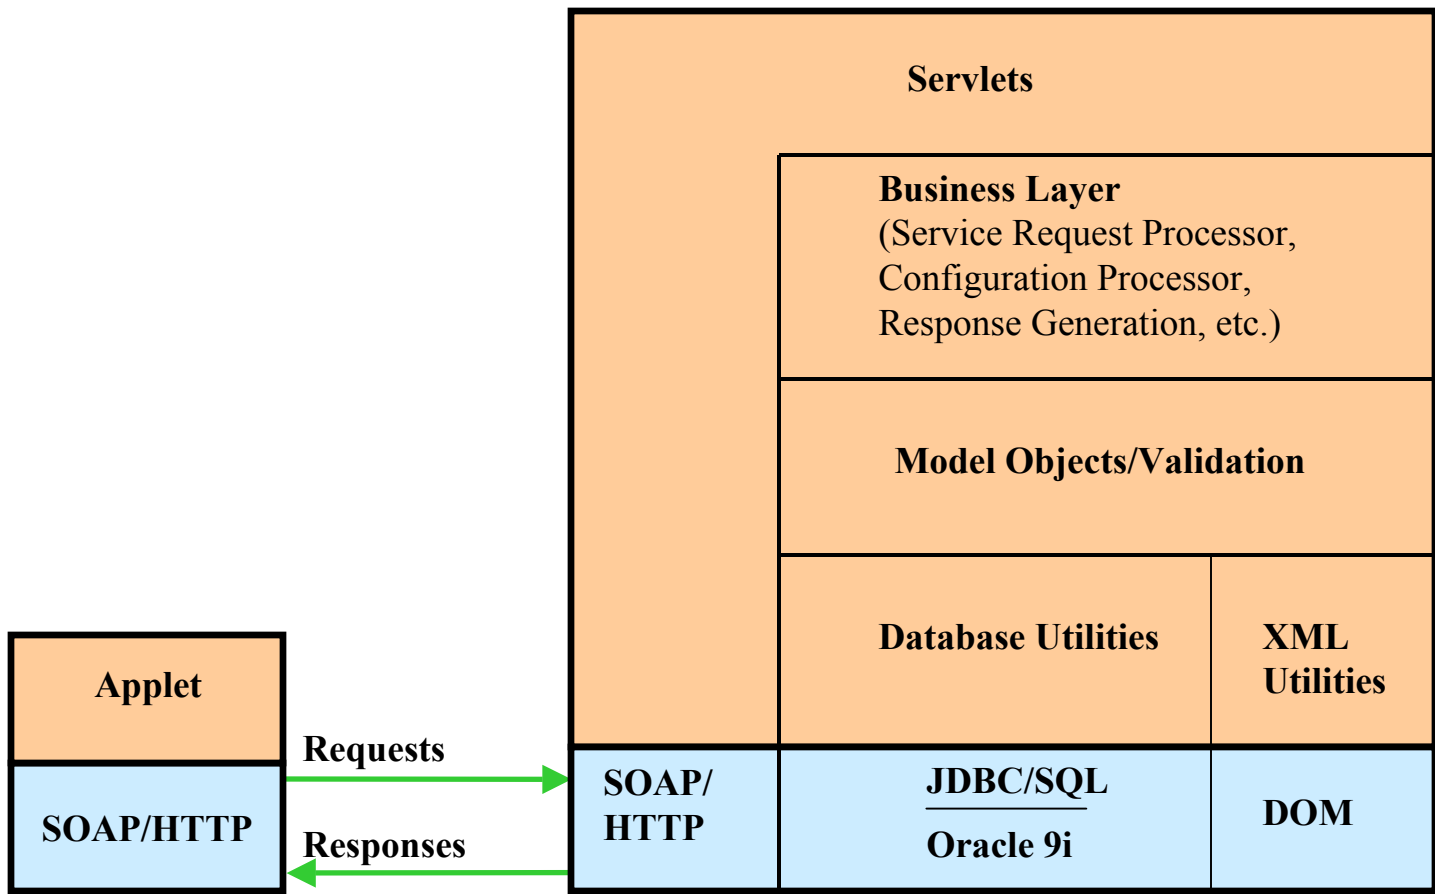 Servlets
Business Layer
(Service Request Processor,
Configuration Processor,
Response Generation, etc.)
Model Objects/Validation
Database Utilities
XML
Utilities
Applet
Requests
SOAP/HTTP
Responses
SOAP/
HTTP
JDBC/SQL
Oracle 9i
DOM